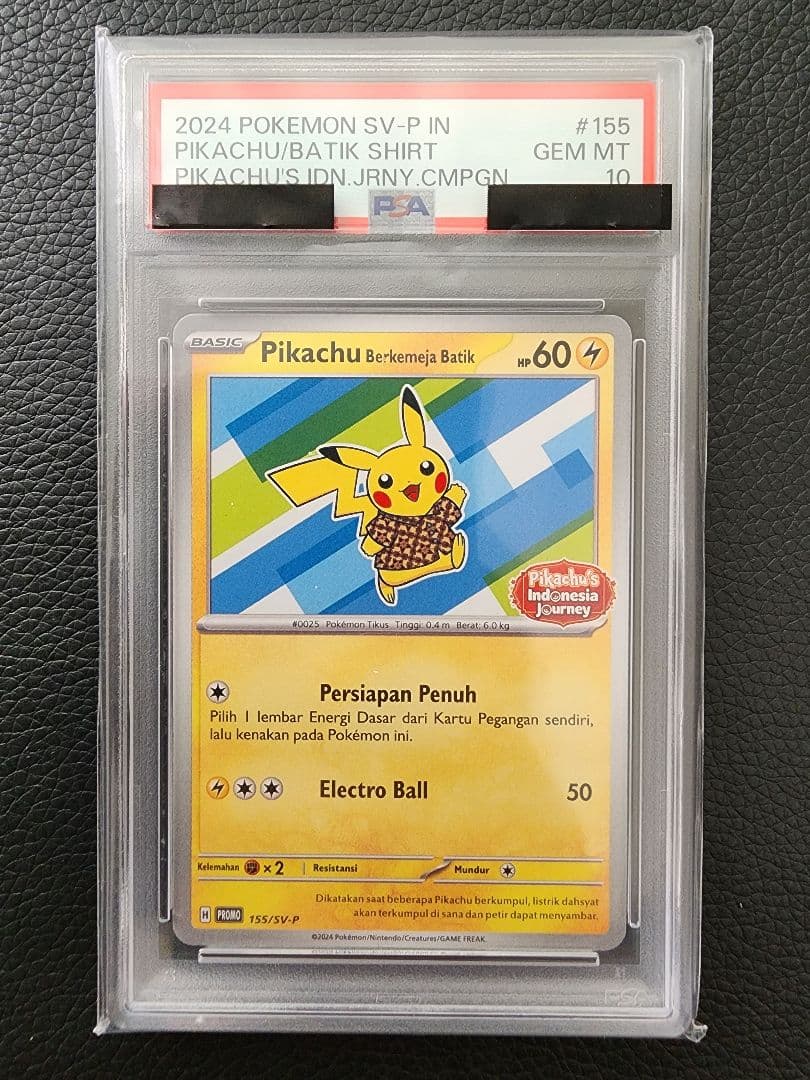 2024 POKEMON SV-P IN #155
PIKACHU/BATIK SHIRT GEM MT
PIKACHU'S IDN.JRNY.CMPGN 10
PSA
BASIC Pikachu Berkemeja Batik HP 60
Pikachu's
Indonesia
Journey
#0025 Pokémon Tikus Tinggi: 0.4 m Berat: 6.0 kg
Persiapan Penuh
Pilih 1 lembar Energi Dasar dari Kartu Pegangan sendiri,
lalu kenakan pada Pokémon ini.
Electro Ball 50
Kelemahan ×2 Resistansi Mundur
Dikatakan saat beberapa Pikachu berkumpul, listrik dahsyat
akan terkumpul di sana dan petir dapat menyambar.
H PROMO 155/SV-P
©2024 Pokémon/Nintendo/Creatures/GAME FREAK.